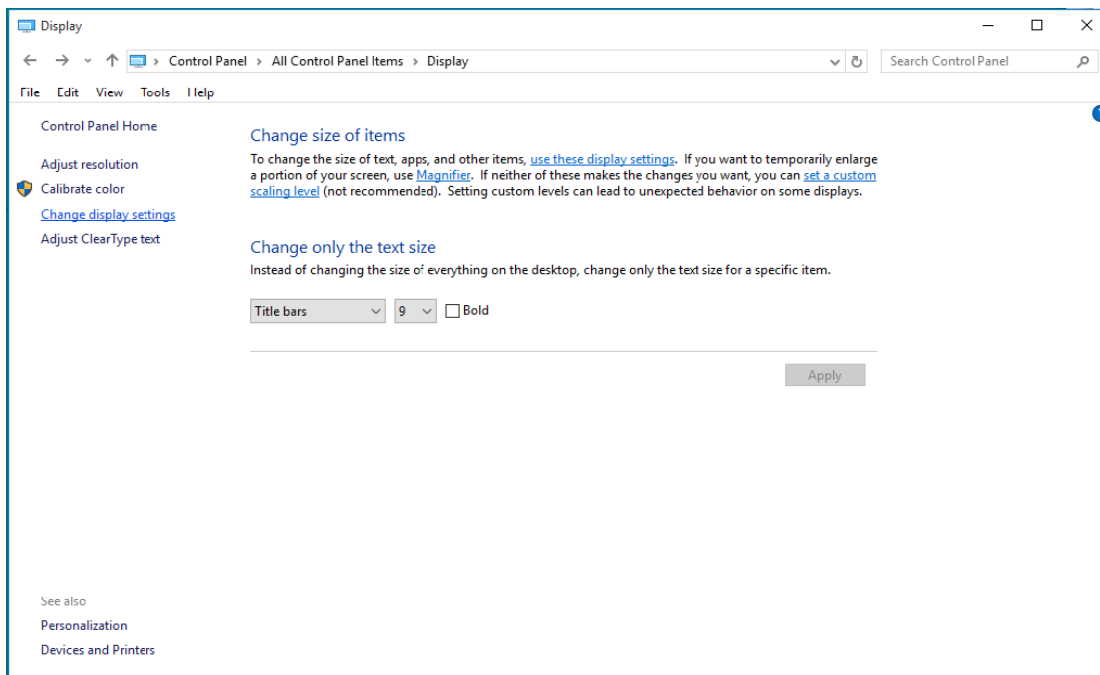 Display
Control Panel > All Control Panel Items > Display
Search Control Panel
File Edit View Tools Help
Control Panel Home
Adjust resolution
Calibrate color
Change display settings
Adjust ClearType text
Change size of items
To change the size of text, apps, and other items, use these display settings. If you want to temporarily enlarge
a portion of your screen, use Magnifier. If neither of these makes the changes you want, you can set a custom
scaling level (not recommended). Setting custom levels can lead to unexpected behavior on some displays.
Change only the text size
Instead of changing the size of everything on the desktop, change only the text size for a specific item.
Title bars 9 Bold
Apply
See also
Personalization
Devices and Printers